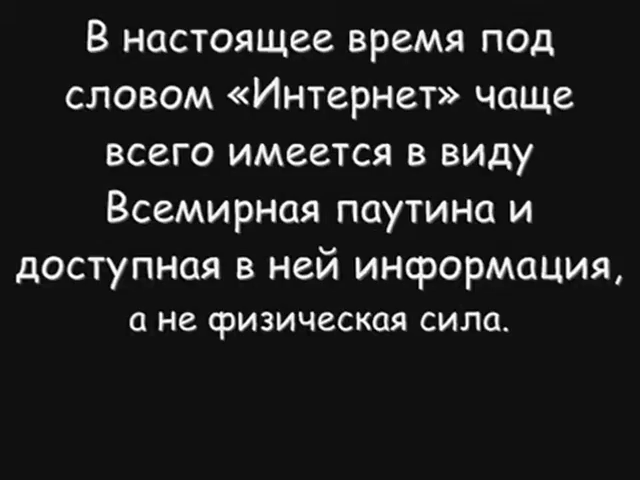 В настоящее время под
словом «Интернет» чаще
всего имеется в виду
Всемирная паутина и
доступная в ней информация,
а не физическая сила.